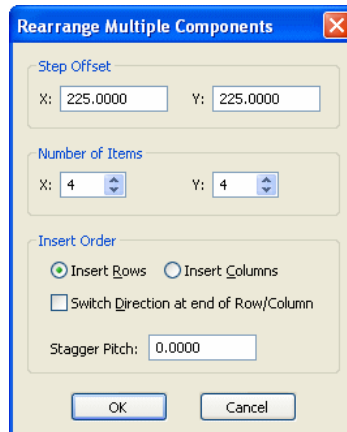 Rearrange Multiple Components
Step Offset
X: 225.0000 Y: 225.0000
Number of Items
X: 4 Y: 4
Insert Order
Insert Rows Insert Columns
Switch Direction at end of Row/Column
Stagger Pitch: 0.0000
OK Cancel